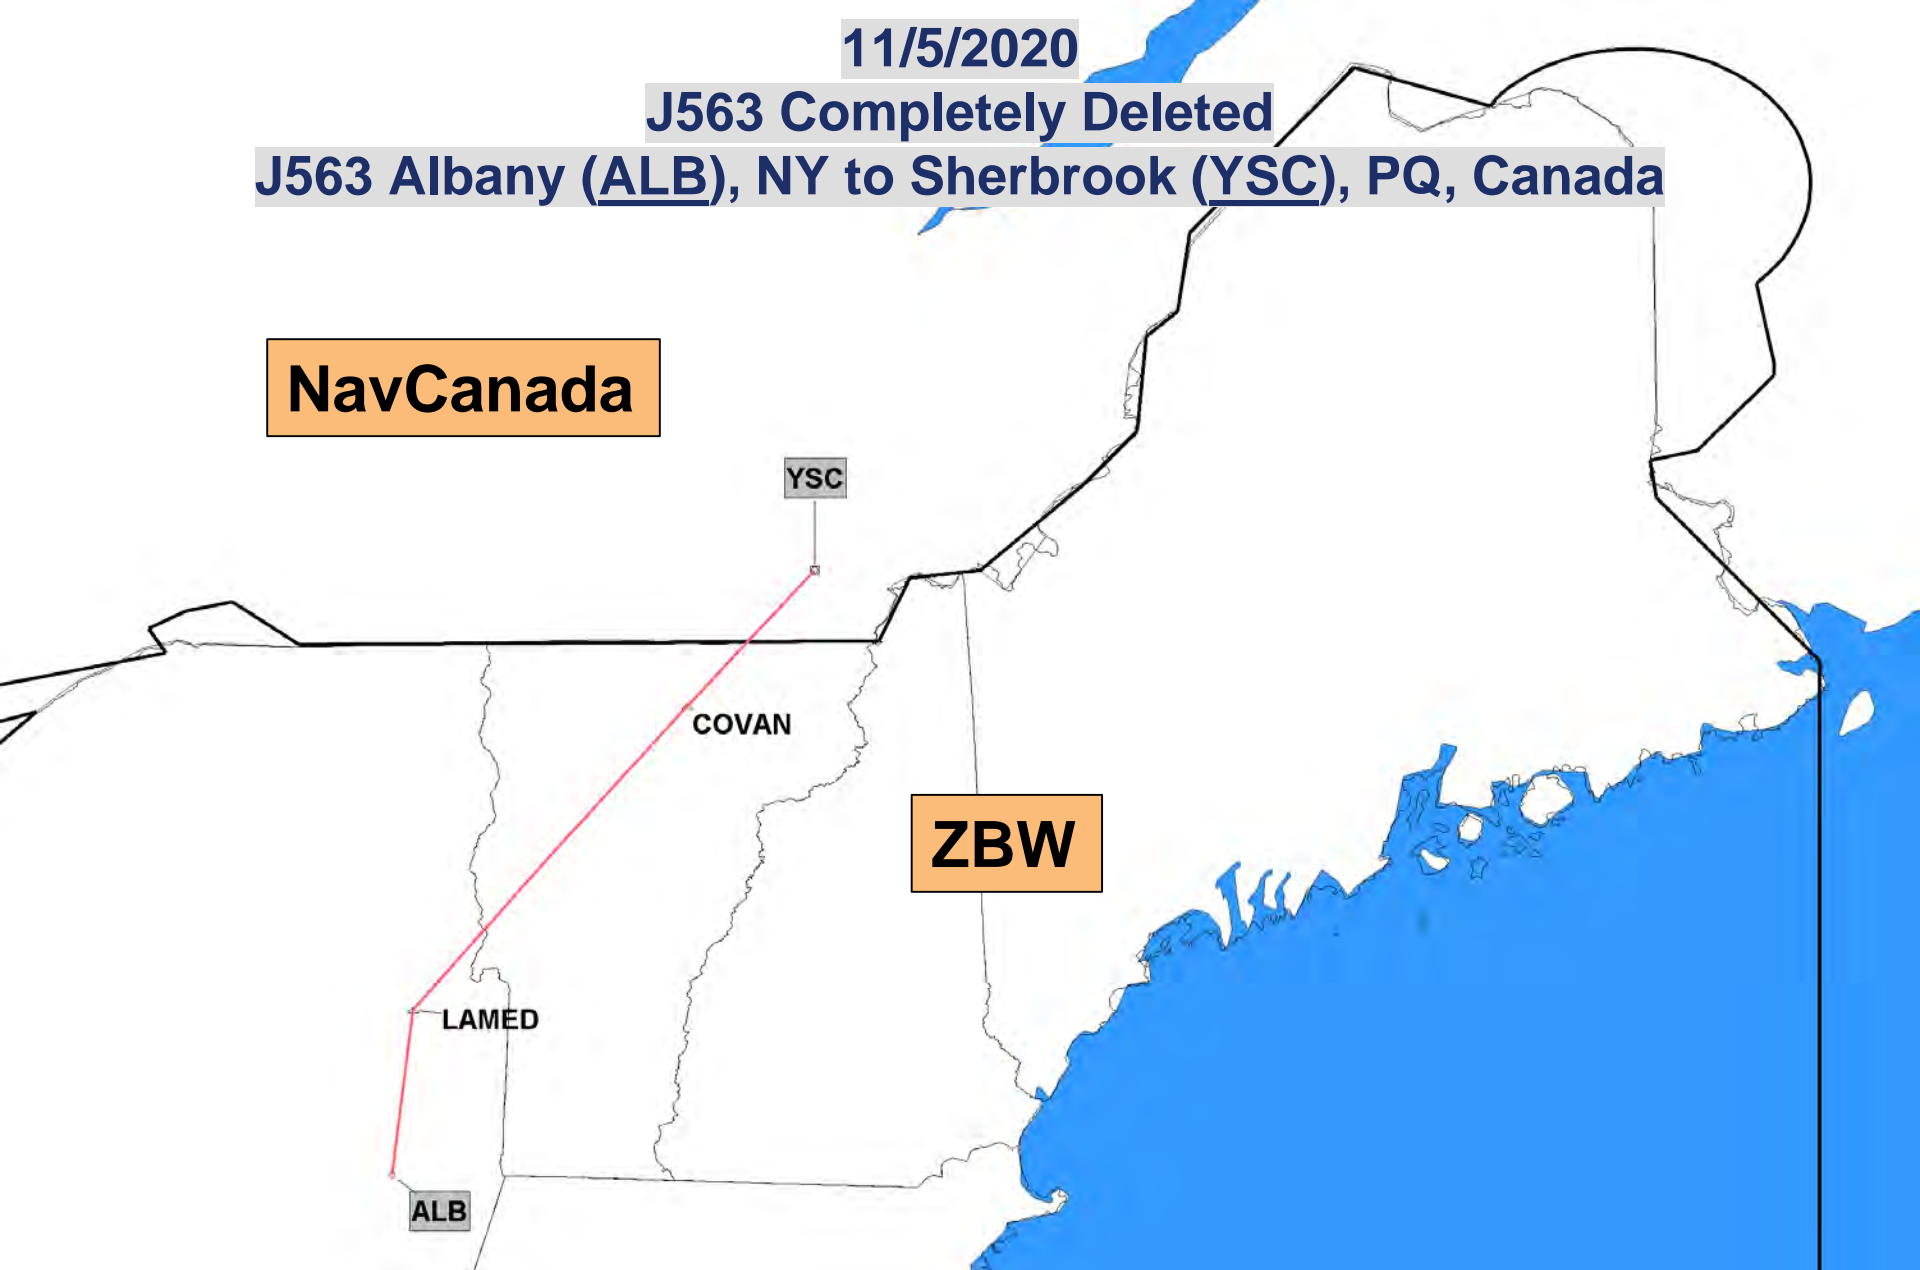 11/5/2020
J563 Completely Deleted
J563 Albany (ALB), NY to Sherbrook (YSC), PQ, Canada
NavCanada
YSC
COVAN
ZBW
LAMED
ALB